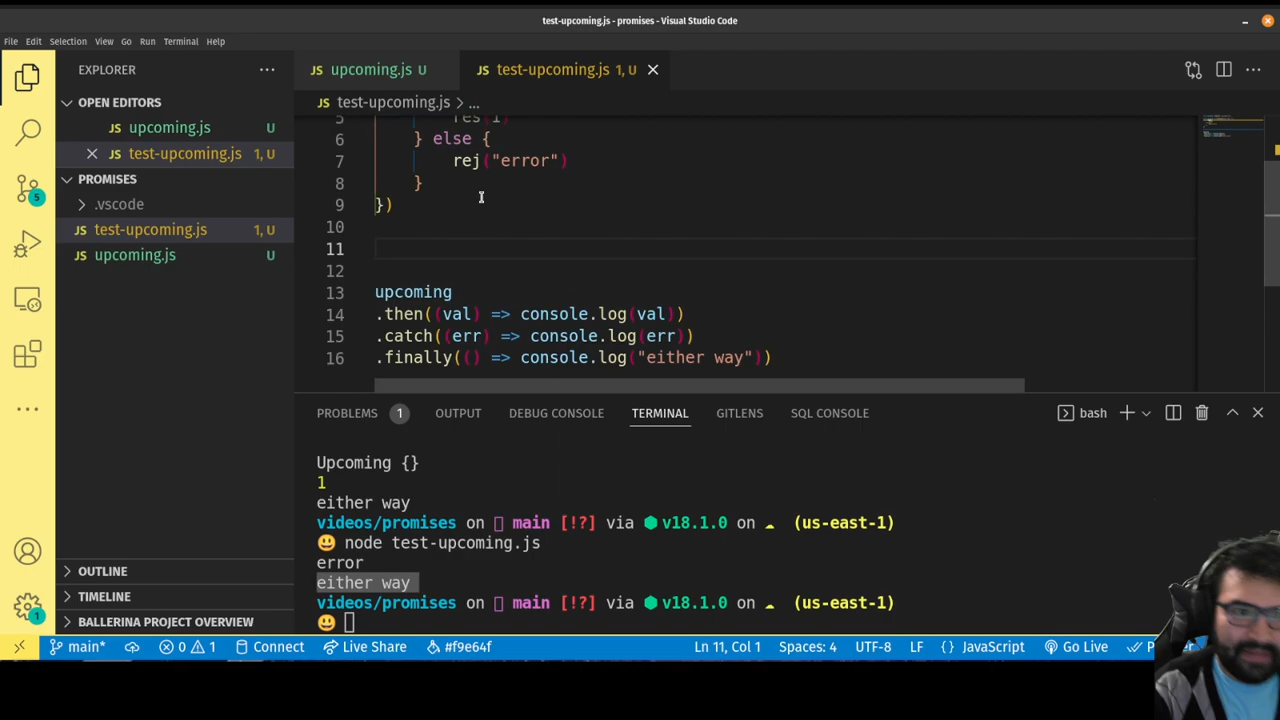 test-upcoming.js - promises - Visual Studio Code
File Edit Selection View Go Run Terminal Help
EXPLORER
OPEN EDITORS
upcoming.js U
test-upcoming.js 1, U
PROMISES
.vscode
test-upcoming.js 1, U
upcoming.js U
OUTLINE
TIMELINE
BALLERINA PROJECT OVERVIEW
5
1
JS upcoming.js U
JS test-upcoming.js 1, U
JS test-upcoming.js > ...
5 res(1)
6 } else {
7 rej("error")
8 }
9 })
10
11
12
13 upcoming
14 .then((val) => console.log(val))
15 .catch((err) => console.log(err))
16 .finally(() => console.log("either way"))
PROBLEMS 1 OUTPUT DEBUG CONSOLE TERMINAL GITLENS SQL CONSOLE bash
Upcoming {}
1
either way
videos/promises on main [!?] via v18.1.0 on (us-east-1)
node test-upcoming.js
error
either way
videos/promises on main [!?] via v18.1.0 on (us-east-1)
main* 0 1 Connect Live Share #f9e64f Ln 11, Col 1 Spaces: 4 UTF-8 LF {} JavaScript Go Live